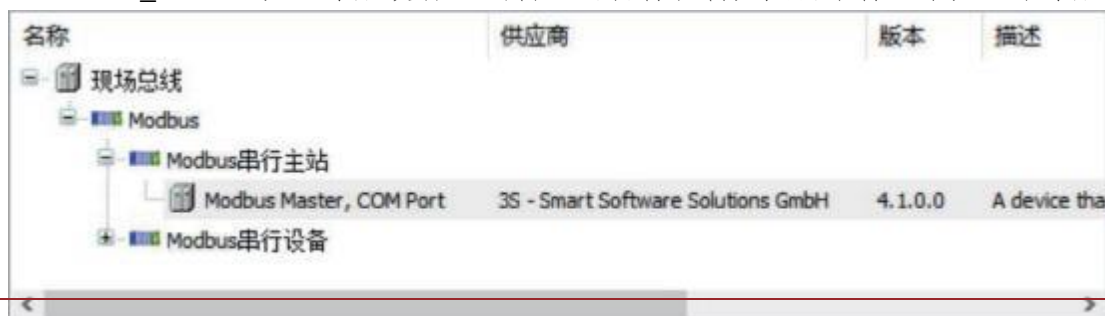 名称 供应商 版本 描述
现场总线
Modbus
Modbus串行主站
Modbus Master, COM Port 3S - Smart Software Solutions GmbH 4.1.0.0 A device tha
Modbus串行设备